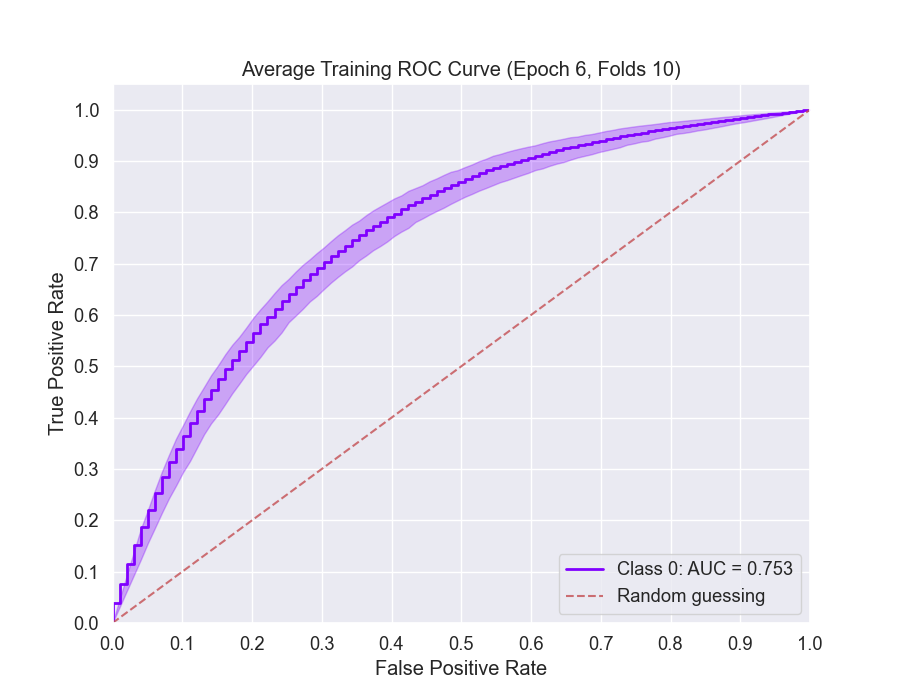 Average Training ROC Curve (Epoch 6, Folds 10)
True Positive Rate
1.0
0.9
0.8
0.7
0.6
0.5
0.4
0.3
0.2
0.1
0.0
Class 0: AUC = 0.753
Random guessing
0.0 0.1 0.2 0.3 0.4 0.5 0.6 0.7 0.8 0.9 1.0
False Positive Rate